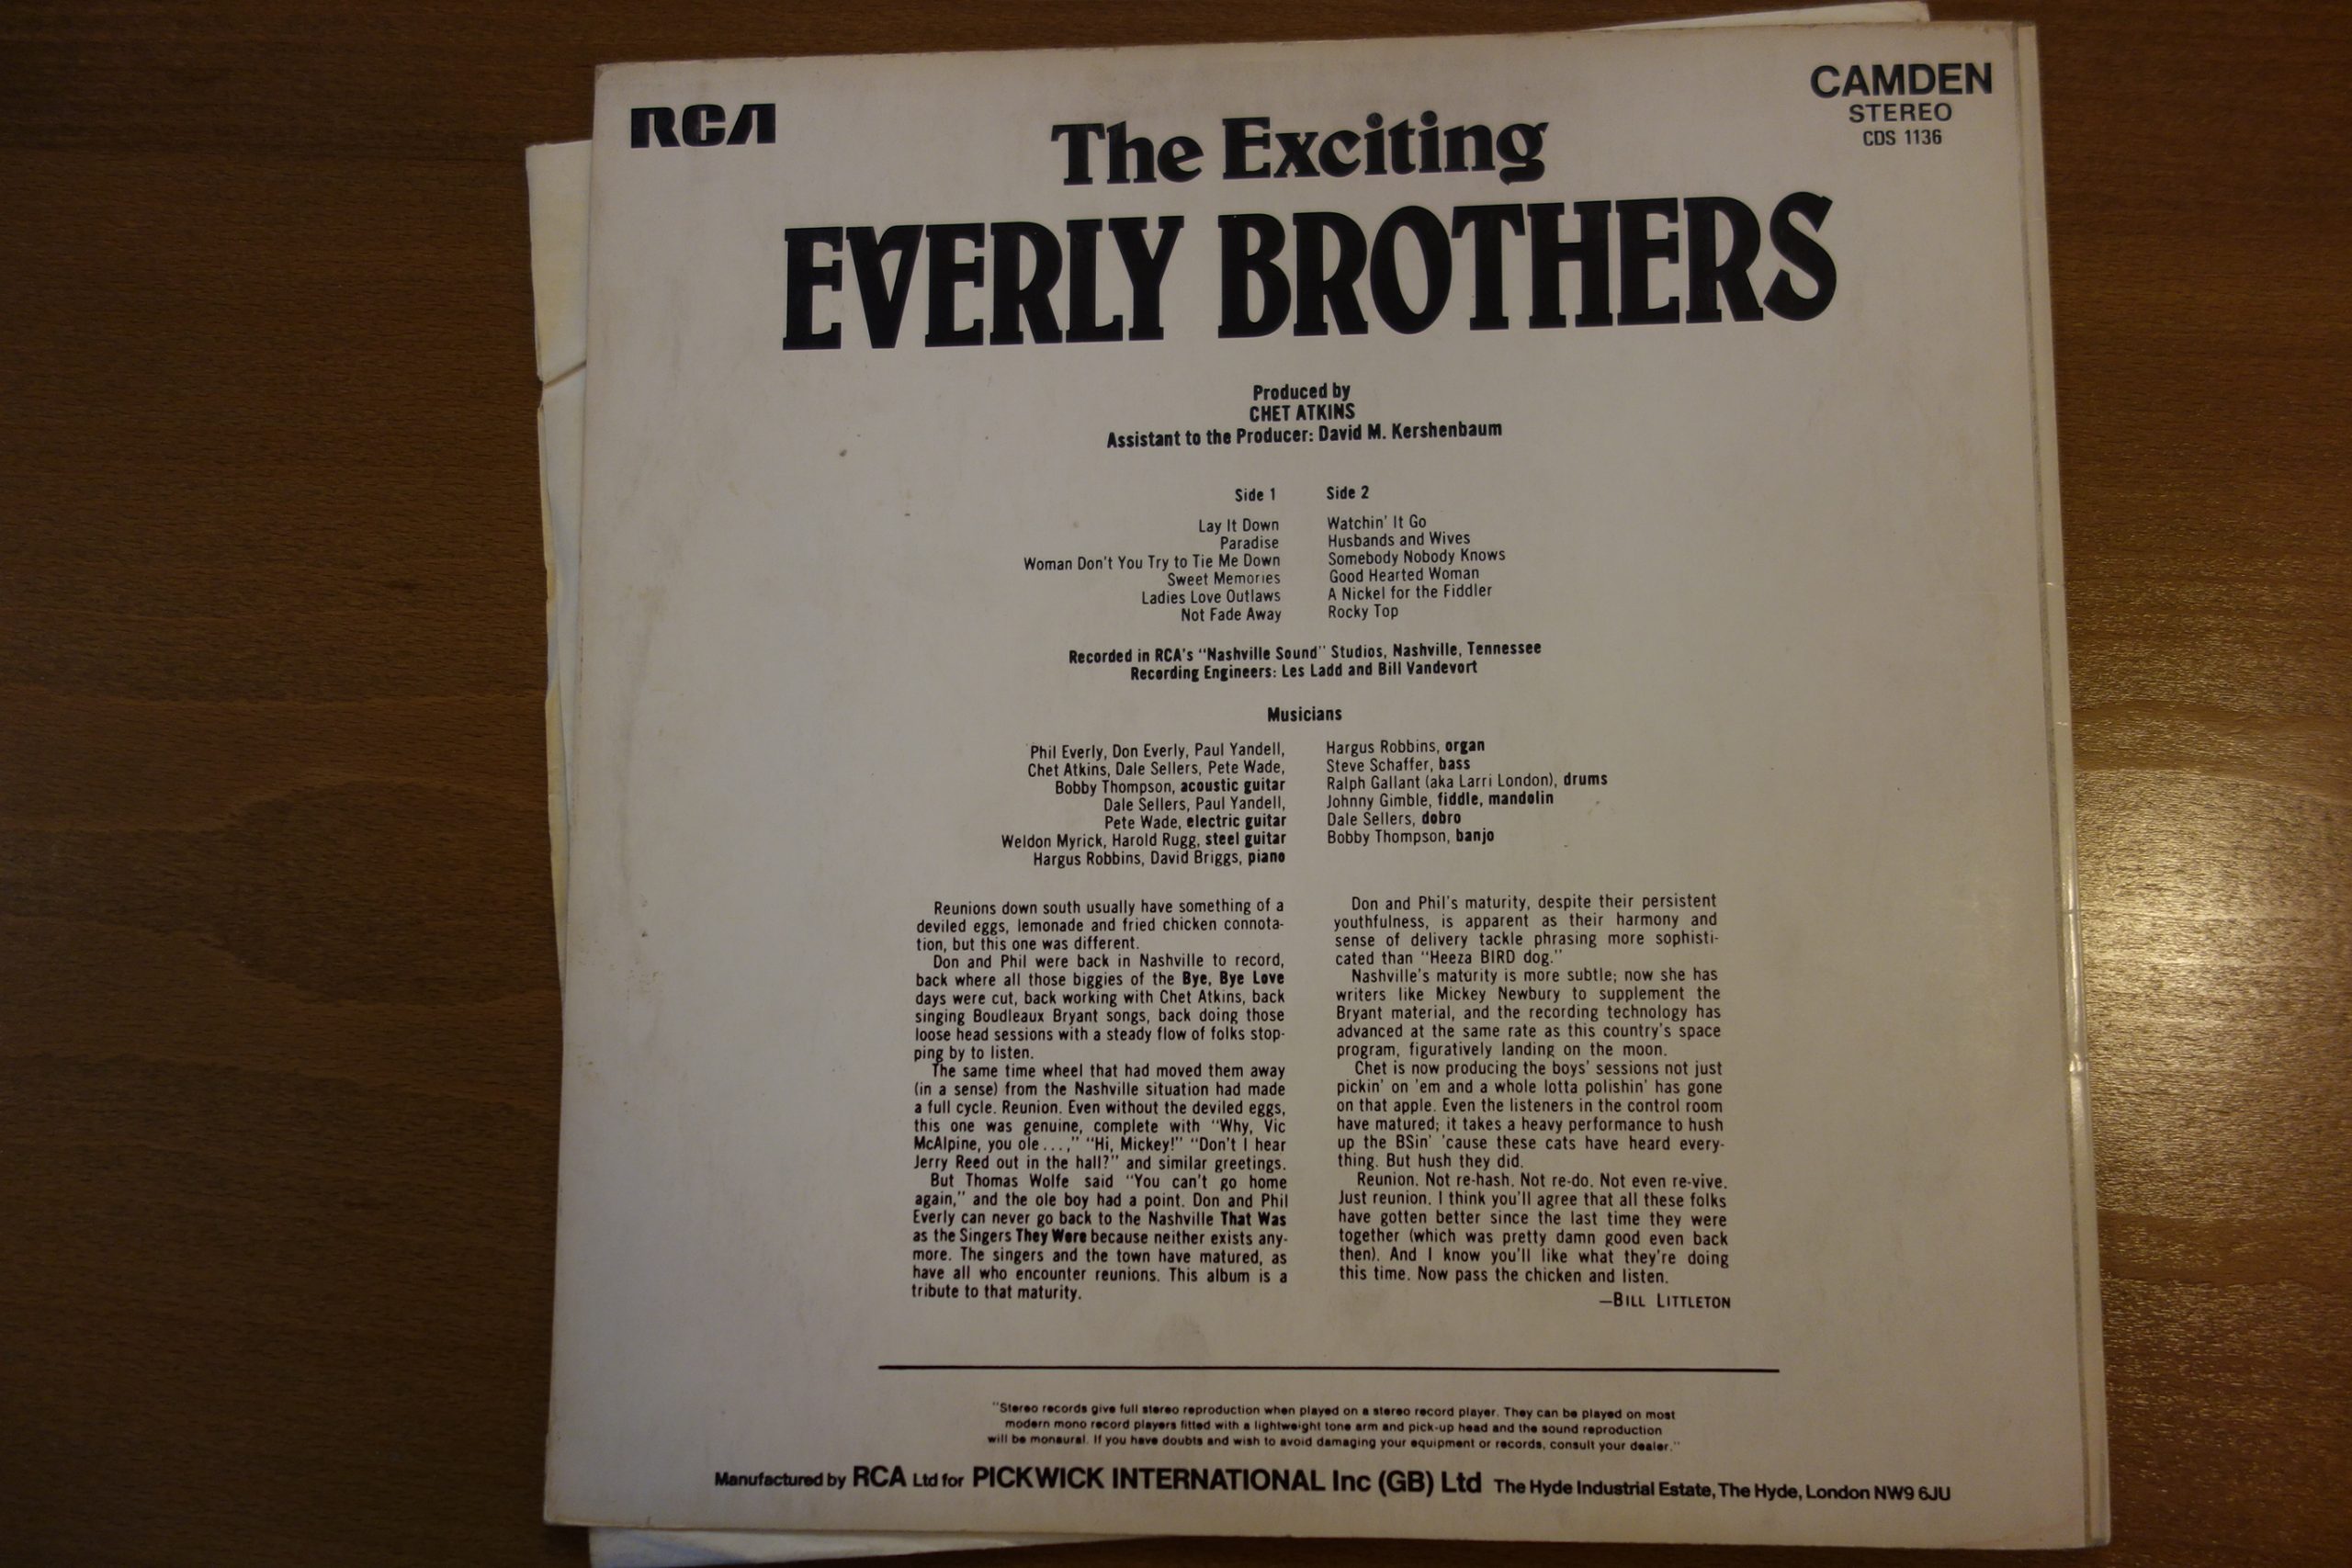 RCA
CAMDEN
STEREO
CDS 1136
The Exciting
EVERLY BROTHERS
Produced by
CHET ATKINS
Assistant to the Producer: David M. Kershenbaum
Side 1
Lay It Down
Paradise
Woman Don't You Try to Tie Me Down
Sweet Memories
Ladies Love Outlaws
Not Fade Away
Side 2
Watchin' It Go
Husbands and Wives
Somebody Nobody Knows
Good Hearted Woman
A Nickel for the Fiddler
Rocky Top
Recorded in RCA's "Nashville Sound" Studios, Nashville, Tennessee
Recording Engineers: Les Ladd and Bill Vandevort
Musicians
Phil Everly, Don Everly, Paul Yandell,
Chet Atkins, Dale Sellers, Pete Wade,
Bobby Thompson, acoustic guitar
Dale Sellers, Paul Yandell,
Pete Wade, electric guitar
Weldon Myrick, Harold Rugg, steel guitar
Hargus Robbins, David Briggs, piano
Hargus Robbins, organ
Steve Schaffer, bass
Ralph Gallant (aka Larri London), drums
Johnny Gimble, fiddle, mandolin
Dale Sellers, dobro
Bobby Thompson, banjo
Reunions down south usually have something of a
deviled eggs, lemonade and fried chicken connota-
tion, but this one was different.
Don and Phil were back in Nashville to record,
back where all those biggies of the Bye, Bye Love
days were cut, back working with Chet Atkins, back
singing Boudleaux Bryant songs, back doing those
loose head sessions with a steady flow of folks stop-
ping by to listen.
The same time wheel that had moved them away
(in a sense) from the Nashville situation had made
a full cycle. Reunion. Even without the deviled eggs,
this one was genuine, complete with "Why, Vic
McAlpine, you ole . . . ," "Hi, Mickey!" "Don't I hear
Jerry Reed out in the hall?" and similar greetings.
But Thomas Wolfe said "You can't go home
again," and the ole boy had a point. Don and Phil
Everly can never go back to the Nashville That Was
as the Singers They Were because neither exists any-
more. The singers and the town have matured, as
have all who encounter reunions. This album is a
tribute to that maturity.
Don and Phil's maturity, despite their persistent
youthfulness, is apparent as their harmony and
sense of delivery tackle phrasing more sophisti-
cated than "Heeza BIRD dog."
Nashville's maturity is more subtle; now she has
writers like Mickey Newbury to supplement the
Bryant material, and the recording technology has
advanced at the same rate as this country's space
program, figuratively landing on the moon.
Chet is now producing the boys' sessions not just
pickin' on 'em and a whole lotta polishin' has gone
on that apple. Even the listeners in the control room
have matured; it takes a heavy performance to hush
up the BSin' 'cause these cats have heard every-
thing. But hush they did.
Reunion. Not re-hash. Not re-do. Not even re-vive.
Just reunion. I think you'll agree that all these folks
have gotten better since the last time they were
together (which was pretty damn good even back
then). And I know you'll like what they're doing
this time. Now pass the chicken and listen.
—BILL LITTLETON
"Stereo records give full stereo reproduction when played on a stereo record player. They can be played on most
modern mono record players fitted with a lightweight tone arm and pick-up head and the sound reproduction
will be monaural. If you have doubts and wish to avoid damaging your equipment or records, consult your dealer."
Manufactured by RCA Ltd for PICKWICK INTERNATIONAL Inc (GB) Ltd The Hyde Industrial Estate, The Hyde, London NW9 6JU